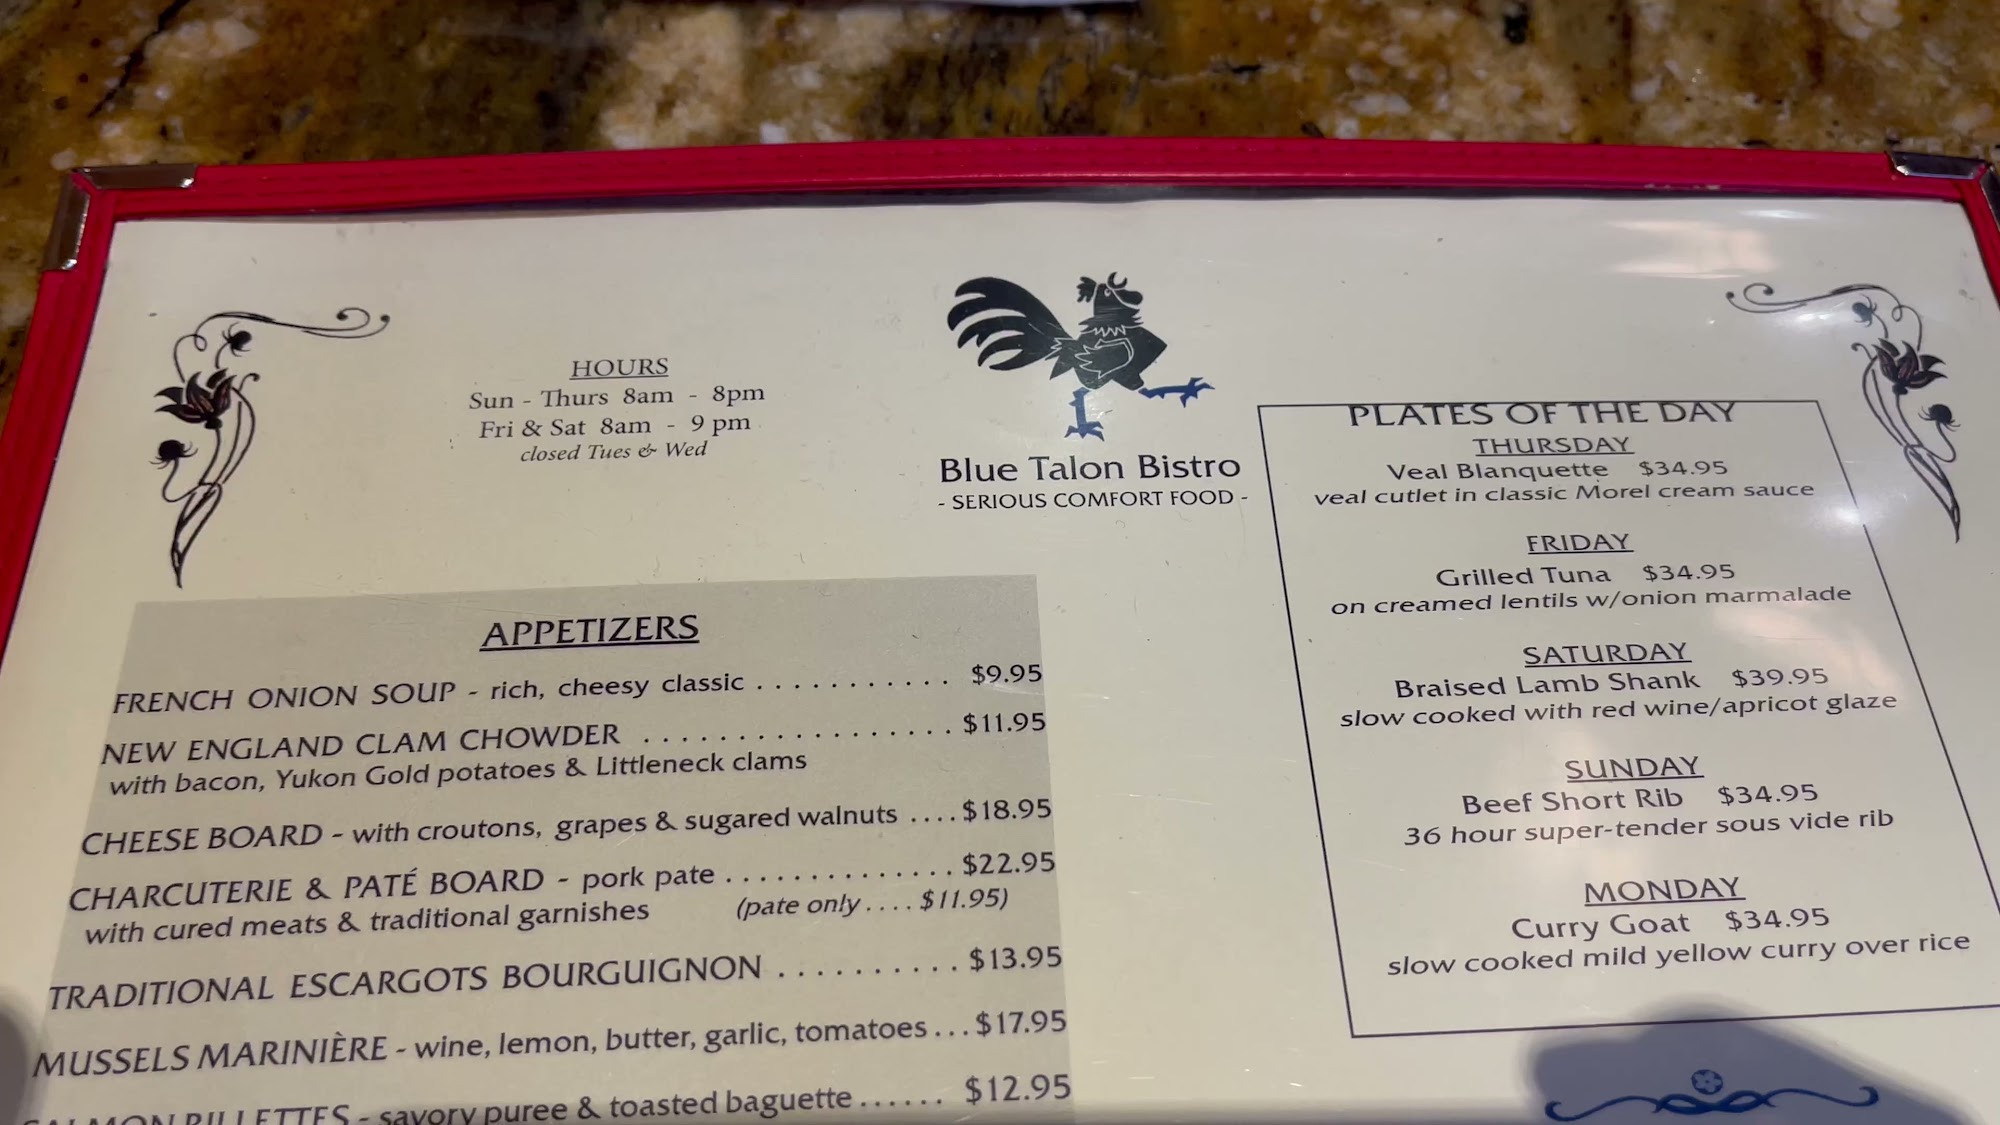 HOURS
Sun - Thurs 8am - 8pm
Fri & Sat 8am - 9 pm
closed Tues & Wed
Blue Talon Bistro
- SERIOUS COMFORT FOOD -
APPETIZERS
FRENCH ONION SOUP - rich, cheesy classic . . . . . . . . . . . $9.95
NEW ENGLAND CLAM CHOWDER . . . . . . . . . . . . . . . . . $11.95
with bacon, Yukon Gold potatoes & Littleneck clams
CHEESE BOARD - with croutons, grapes & sugared walnuts .... $18.95
CHARCUTERIE & PATÉ BOARD - pork pate . . . . . . . . . . . . . . $22.95
with cured meats & traditional garnishes (pate only . . . . $11.95)
TRADITIONAL ESCARGOTS BOURGUIGNON . . . . . . . . . . $13.95
MUSSELS MARINIÈRE - wine, lemon, butter, garlic, tomatoes ... $17.95
SALMON RILLETTES - savory puree & toasted baguette ...... $12.95
PLATES OF THE DAY
THURSDAY
Veal Blanquette $34.95
veal cutlet in classic Morel cream sauce
FRIDAY
Grilled Tuna $34.95
on creamed lentils w/onion marmalade
SATURDAY
Braised Lamb Shank $39.95
slow cooked with red wine/apricot glaze
SUNDAY
Beef Short Rib $34.95
36 hour super-tender sous vide rib
MONDAY
Curry Goat $34.95
slow cooked mild yellow curry over rice